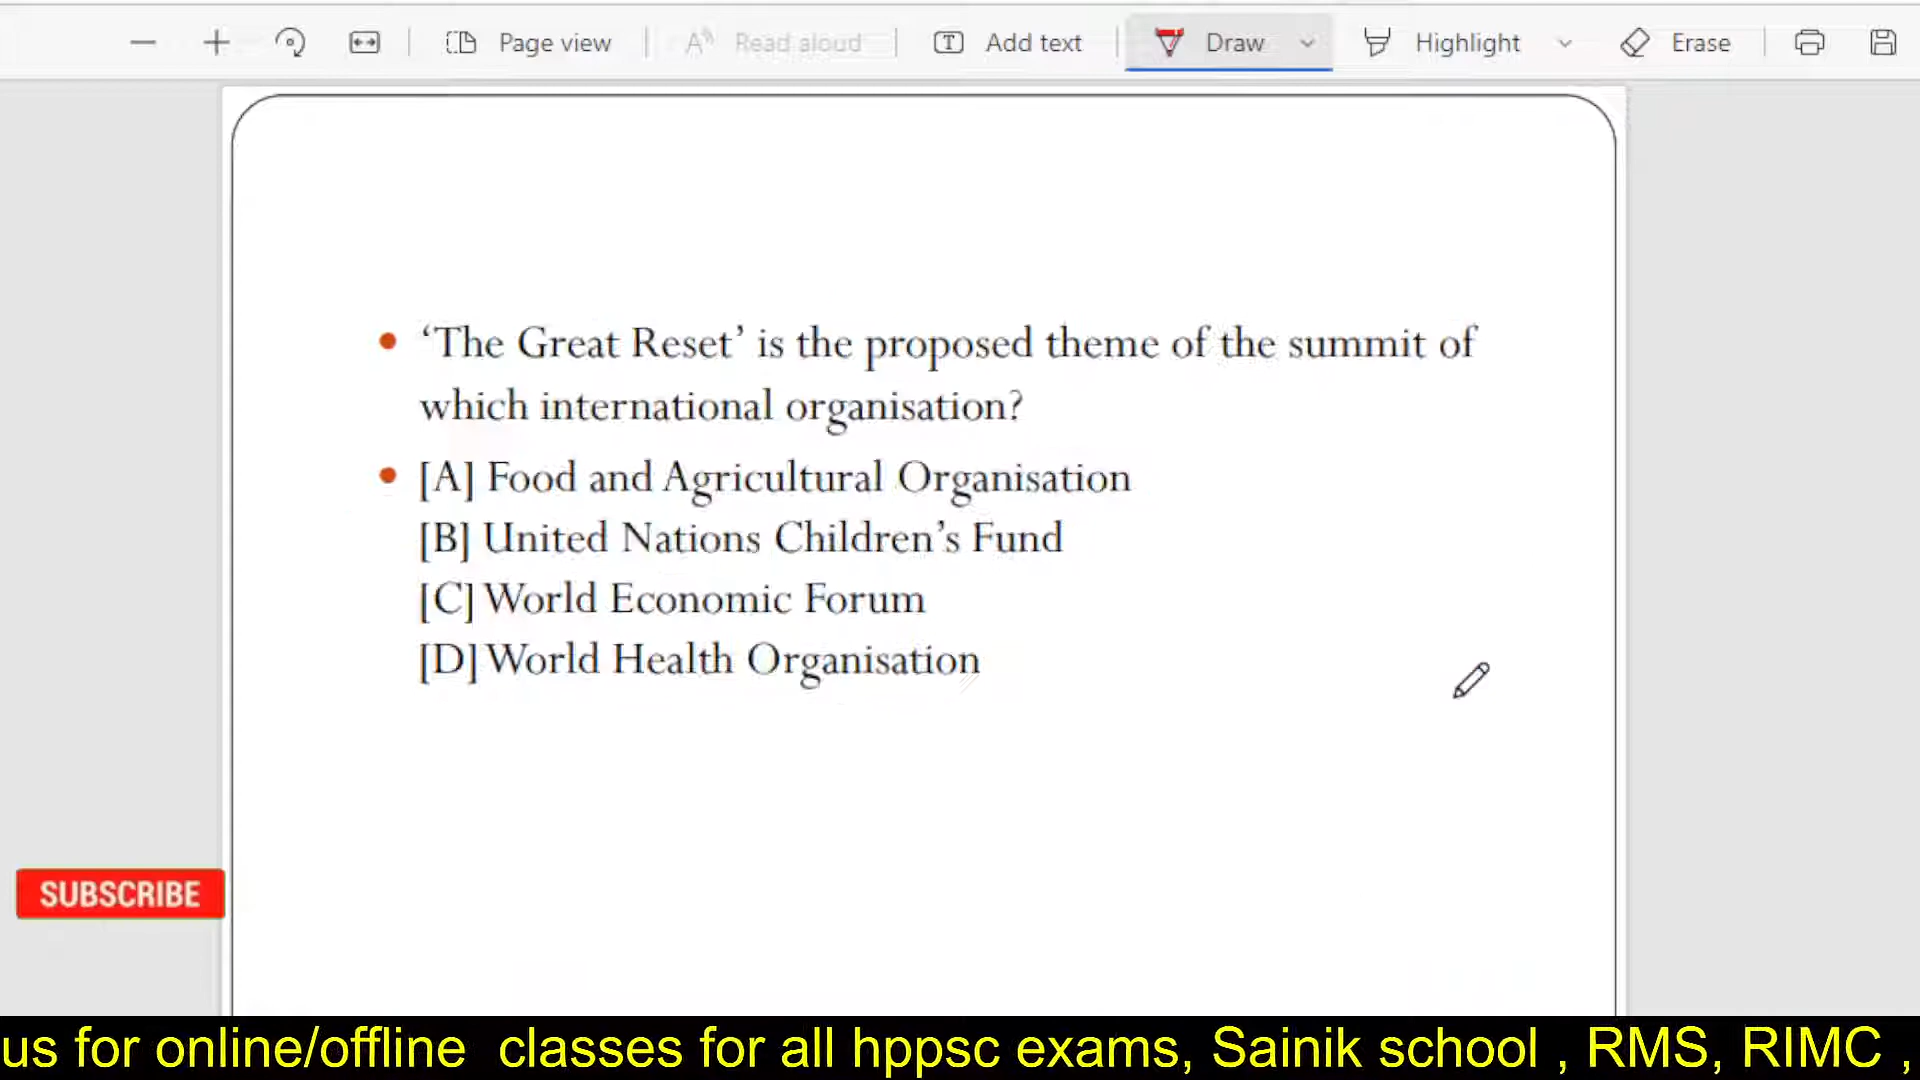 Page view Read aloud Add text Draw Highlight Erase
‘The Great Reset’ is the proposed theme of the summit of
which international organisation?
[A] Food and Agricultural Organisation
[B] United Nations Children’s Fund
[C] World Economic Forum
[D] World Health Organisation
SUBSCRIBE
us for online/offline classes for all hppsc exams, Sainik school , RMS, RIMC ,